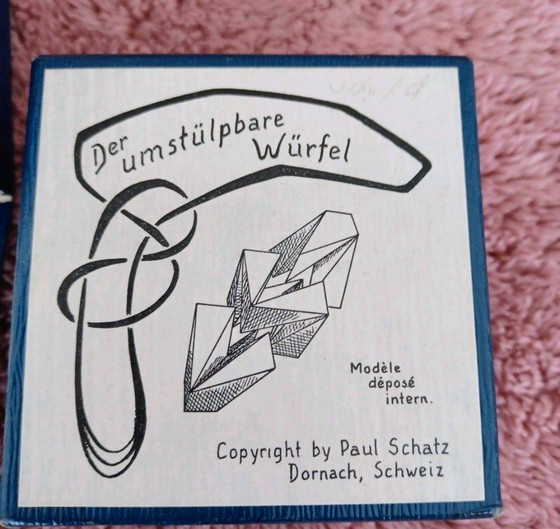 Der
umstülpbare
Würfel
Modèle
déposé
intern.
Copyright by Paul Schatz
Dornach, Schweiz